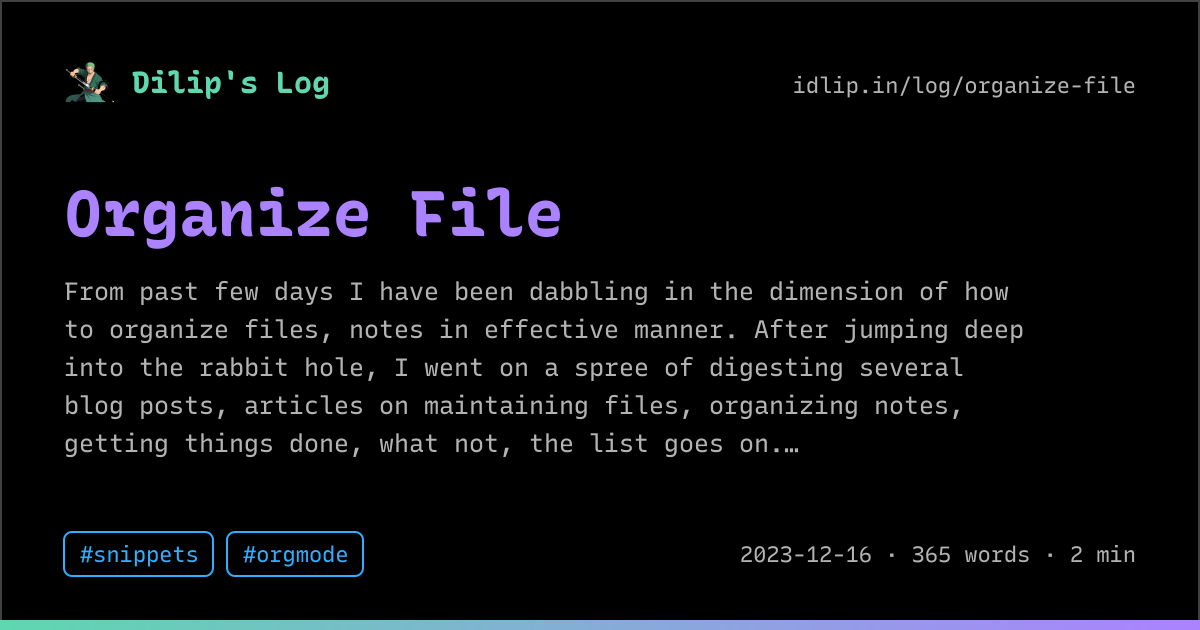 Dilip's Log
idlip.in/log/organize-file
Organize File
From past few days I have been dabbling in the dimension of how
to organize files, notes in effective manner. After jumping deep
into the rabbit hole, I went on a spree of digesting several
blog posts, articles on maintaining files, organizing notes,
getting things done, what not, the list goes on.…
#snippets #orgmode
2023-12-16 · 365 words · 2 min